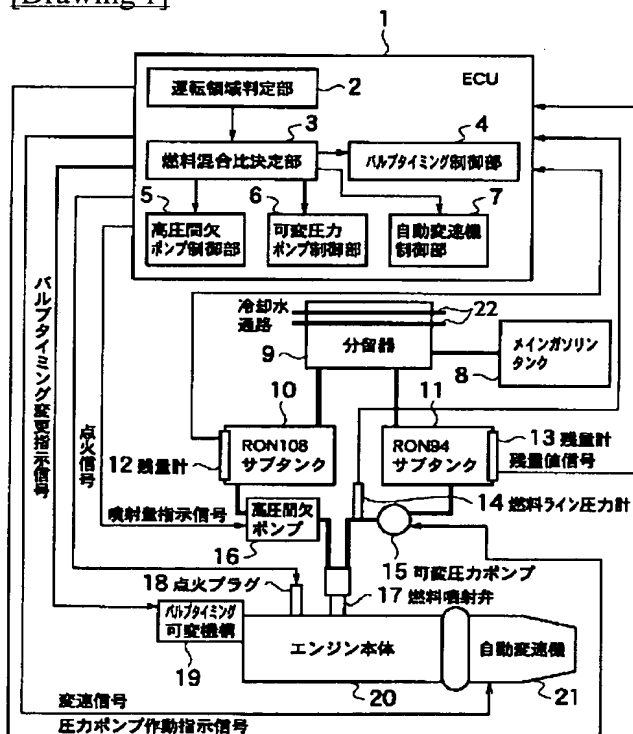 [Drawing 1]
1
ECU
運転領域判定部
2
3
4
燃料混合比決定部
バルブタイミング制御部
5
6
7
高圧間欠
ポンプ制御部
可変圧力
ポンプ制御部
自動変速機
制御部
バルブタイミング変更指示信号
点火信号
冷却水
通路
22
9
分留器
メインガソリン
タンク
8
10
11
12 残量計
RON108
サブタンク
RON94
サブタンク
13 残量計
残量値信号
噴射量指示信号
高圧間欠
ポンプ
16
14 燃料ライン圧力計
15 可変圧力ポンプ
18 点火プラグ
17 燃料噴射弁
バルブタイミング
可変機構
19
エンジン本体
自動変速機
20
21
変速信号
圧力ポンプ作動指示信号